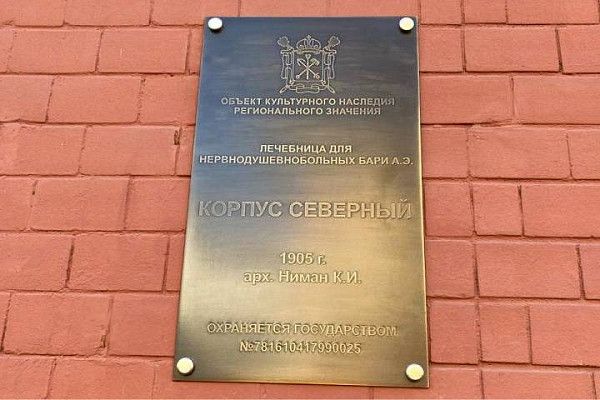 ОБЪЕКТ КУЛЬТУРНОГО НАСЛЕДИЯ
РЕГИОНАЛЬНОГО ЗНАЧЕНИЯ
ЛЕЧЕБНИЦА ДЛЯ
НЕРВНОДУШЕВНОБОЛЬНЫХ БАРИ А.Э.
КОРПУС СЕВЕРНЫЙ
1905 г.
арх. Ниман К.И.
ОХРАНЯЕТСЯ ГОСУДАРСТВОМ
№781610417990025